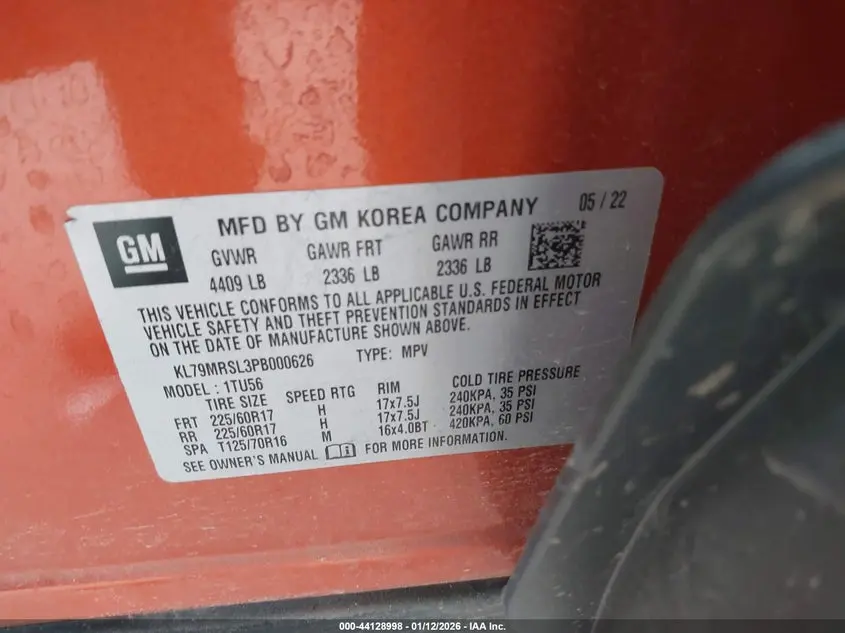 GM
MFD BY GM KOREA COMPANY 05 / 22
GVWR GAWR FRT GAWR RR
4409 LB 2336 LB 2336 LB
THIS VEHICLE CONFORMS TO ALL APPLICABLE U.S. FEDERAL MOTOR
VEHICLE SAFETY AND THEFT PREVENTION STANDARDS IN EFFECT
ON THE DATE OF MANUFACTURE SHOWN ABOVE.
KL79MRSL3PB000626 TYPE: MPV
MODEL: 1TU56
TIRE SIZE SPEED RTG RIM COLD TIRE PRESSURE
FRT 225/60R17 H 17x7.5J 240KPA, 35 PSI
RR 225/60R17 H 17x7.5J 240KPA, 35 PSI
SPA T125/70R16 M 16x4.0BT 420KPA, 60 PSI
SEE OWNER'S MANUAL FOR MORE INFORMATION.
000-44128998 - 01/12/2026 - IAA Inc.